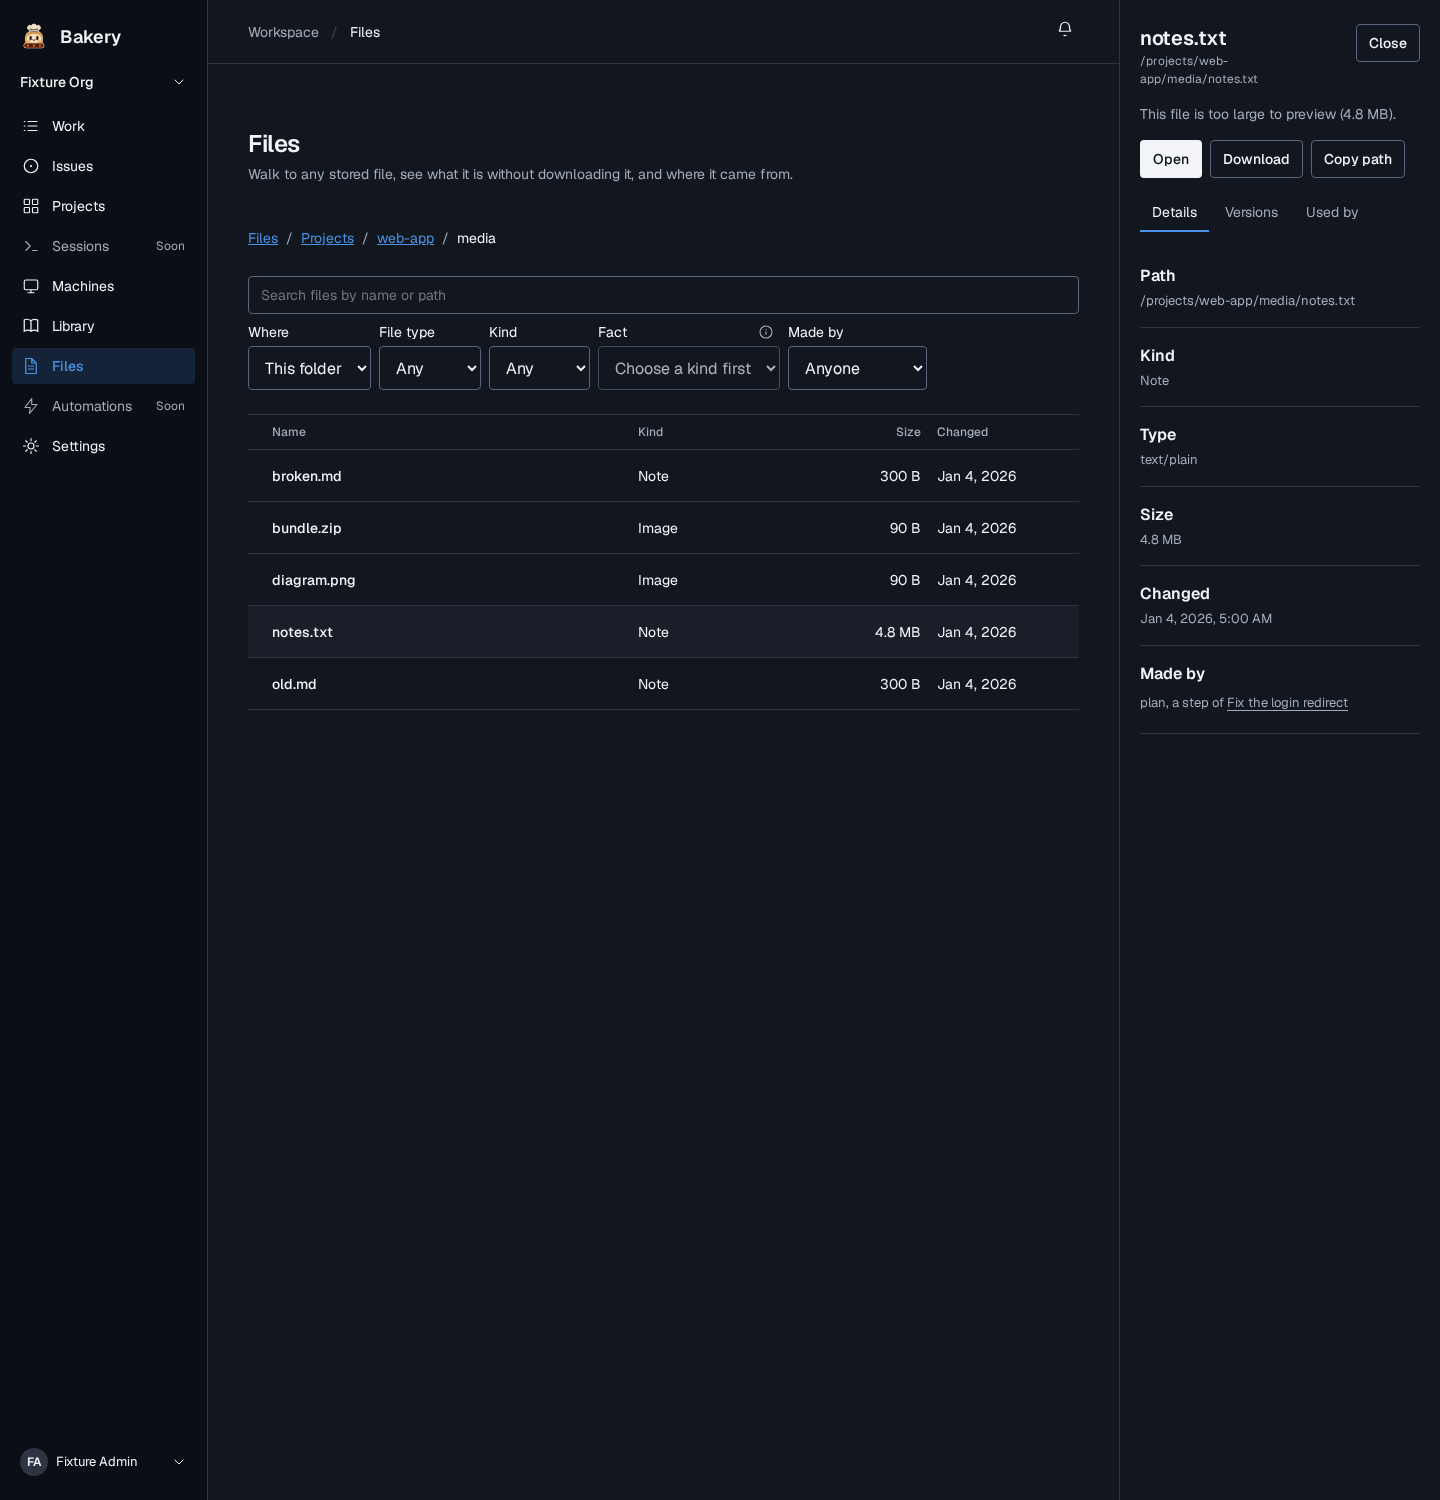 Bakery
Fixture Org
Work
Issues
Projects
Sessions Soon
Machines
Library
Files
Automations Soon
Settings
FA Fixture Admin
Workspace / Files
Files
Walk to any stored file, see what it is without downloading it, and where it came from.
Files / Projects / web-app / media
Search files by name or path
Where File type Kind Fact Made by
This folder Any Any Choose a kind first Anyone
Name Kind Size Changed
broken.md Note 300 B Jan 4, 2026
bundle.zip Image 90 B Jan 4, 2026
diagram.png Image 90 B Jan 4, 2026
notes.txt Note 4.8 MB Jan 4, 2026
old.md Note 300 B Jan 4, 2026
notes.txt
Close
/projects/web-
app/media/notes.txt
This file is too large to preview (4.8 MB).
Open Download Copy path
Details Versions Used by
Path
/projects/web-app/media/notes.txt
Kind
Note
Type
text/plain
Size
4.8 MB
Changed
Jan 4, 2026, 5:00 AM
Made by
plan, a step of Fix the login redirect